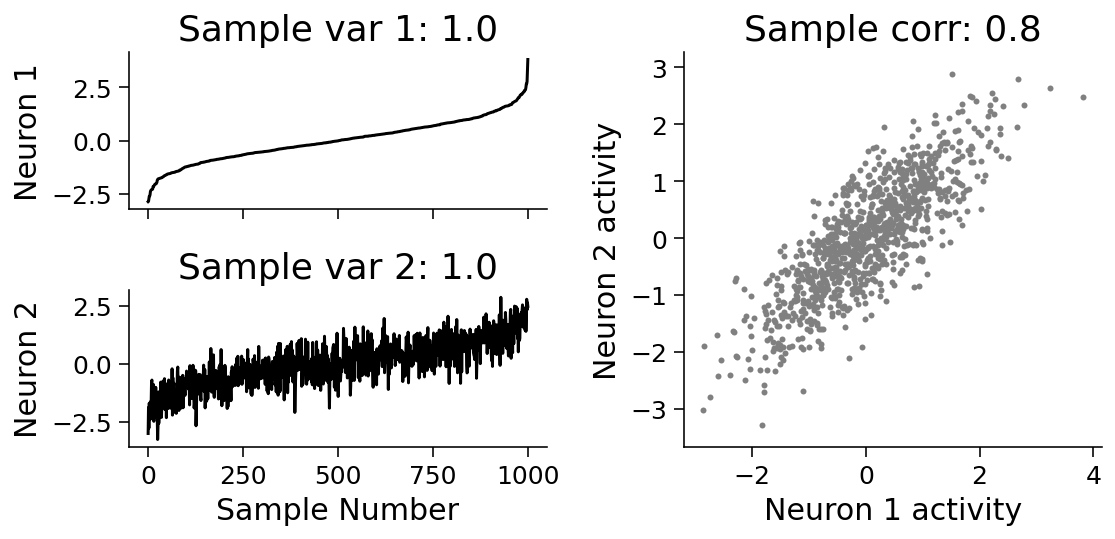 Sample var 1: 1.0
Neuron 1
2.5
0.0
−2.5
Sample var 2: 1.0
Neuron 2
2.5
0.0
−2.5
0 250 500 750 1000
Sample Number
Sample corr: 0.8
Neuron 2 activity
3
2
1
0
−1
−2
−3
−2 0 2 4
Neuron 1 activity